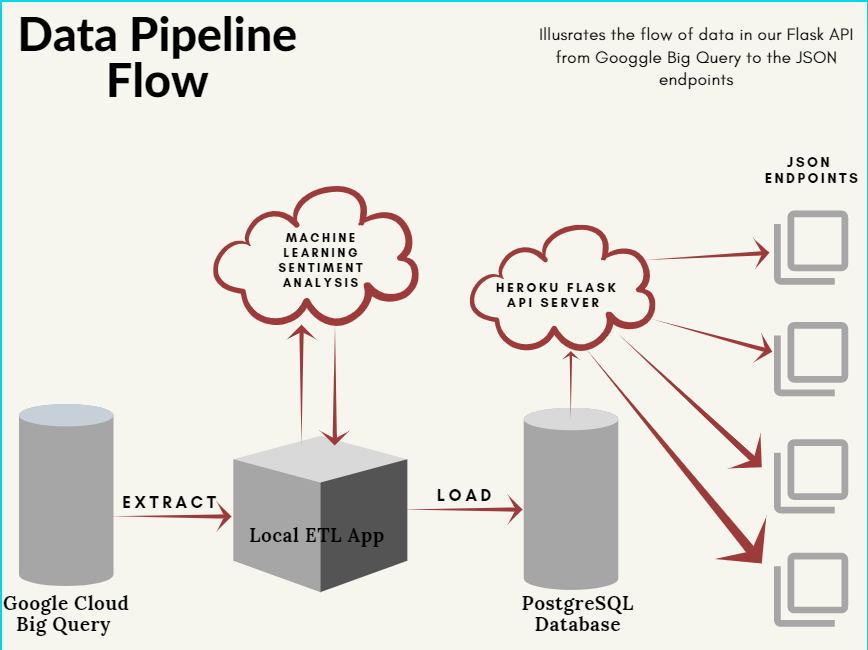 Data Pipeline
Flow
Illusrates the flow of data in our Flask API
from Googgle Big Query to the JSON
endpoints
JSON
ENDPOINTS
MACHINE
LEARNING
SENTIMENT
ANALYSIS
HEROKU FLASK
API SERVER
EXTRACT
LOAD
Local ETL App
Google Cloud
Big Query
PostgreSQL
Database